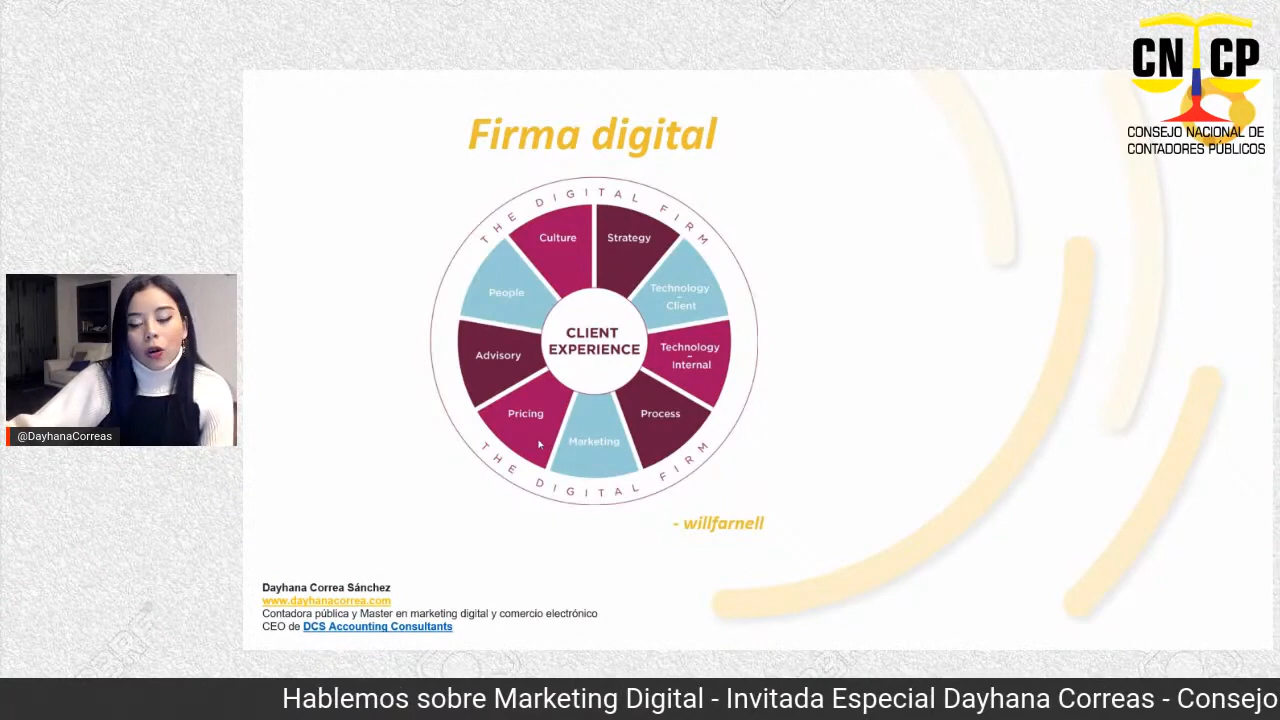 CNCP
CONSEJO NACIONAL DE
CONTADORES PÚBLICOS
Firma digital
THE DIGITAL FIRM
Culture
Strategy
People
Technology
-
Client
Advisory
CLIENT
EXPERIENCE
Technology
-
Internal
Pricing
Process
Marketing
THE DIGITAL FIRM
- willfarnell
@DayhanaCorreas
Dayhana Correa Sánchez
www.dayhanacorrea.com
Contadora pública y Master en marketing digital y comercio electrónico
CEO de DCS Accounting Consultants
Hablemos sobre Marketing Digital - Invitada Especial Dayhana Correas - Consejo